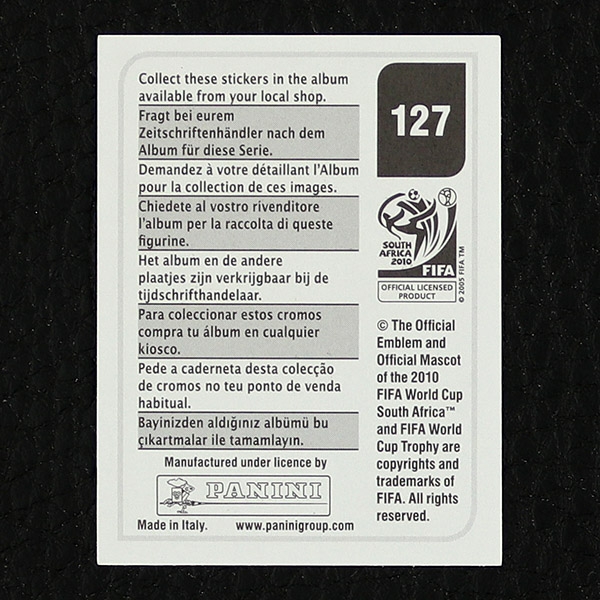 Collect these stickers in the album
available from your local shop.
Fragt bei eurem
Zeitschriftenhändler nach dem
Album für diese Serie.
Demandez à votre détaillant l'Album
pour la collection de ces images.
Chiedete al vostro rivenditore
l'album per la raccolta di queste
figurine.
Het album en de andere
plaatjes zijn verkrijgbaar bij de
tijdschrifthandelaar.
Para coleccionar estos cromos
compra tu álbum en cualquier
kiosco.
Pede a caderneta desta colecção
de cromos no teu ponto de venda
habitual.
Bayinizden aldığınız albümü bu
çıkartmalar ile tamamlayın.
Manufactured under licence by
PANINI
Made in Italy. www.paninigroup.com
127
SOUTH
AFRICA
2010
FIFA
OFFICIAL LICENSED
PRODUCT
© 2005 FIFA TM
© The Official
Emblem and
Official Mascot
of the 2010
FIFA World Cup
South Africa™
and FIFA World
Cup Trophy are
copyrights and
trademarks of
FIFA. All rights
reserved.